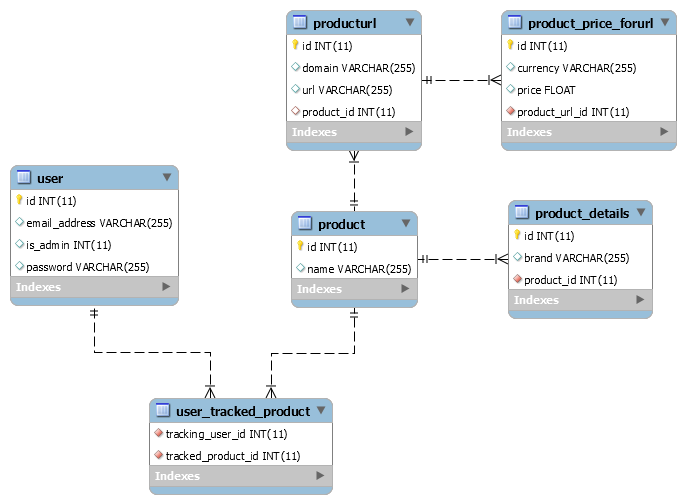 producturl
id INT(11)
domain VARCHAR(255)
url VARCHAR(255)
product_id INT(11)
Indexes
product_price_forurl
id INT(11)
currency VARCHAR(255)
price FLOAT
product_url_id INT(11)
Indexes
user
id INT(11)
email_address VARCHAR(255)
is_admin INT(11)
password VARCHAR(255)
Indexes
product
id INT(11)
name VARCHAR(255)
Indexes
product_details
id INT(11)
brand VARCHAR(255)
product_id INT(11)
Indexes
user_tracked_product
tracking_user_id INT(11)
tracked_product_id INT(11)
Indexes